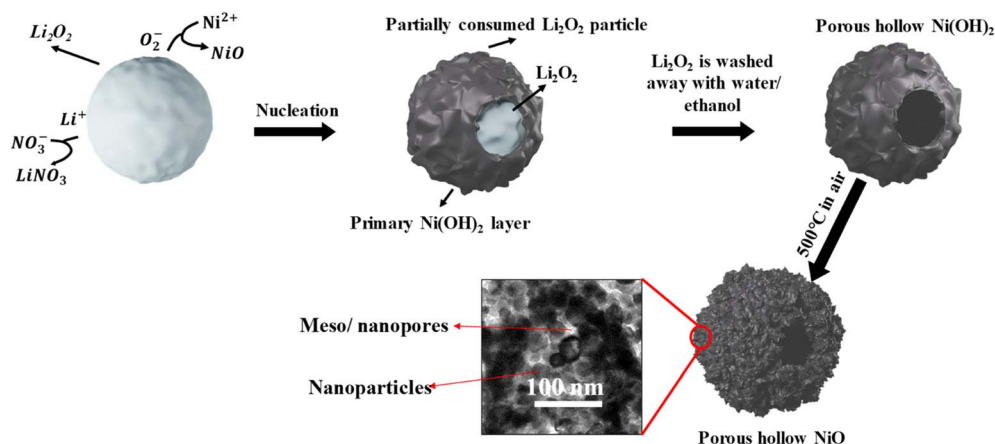 Li₂O₂
O₂⁻
Ni²⁺
NiO
Li⁺
NO₃⁻
LiNO₃
Nucleation
Partially consumed Li₂O₂ particle
Li₂O₂
Primary Ni(OH)₂ layer
Li₂O₂ is washed
away with water/
ethanol
Porous hollow Ni(OH)₂
500°C in air
Meso/ nanopores
Nanoparticles
100 nm
Porous hollow NiO